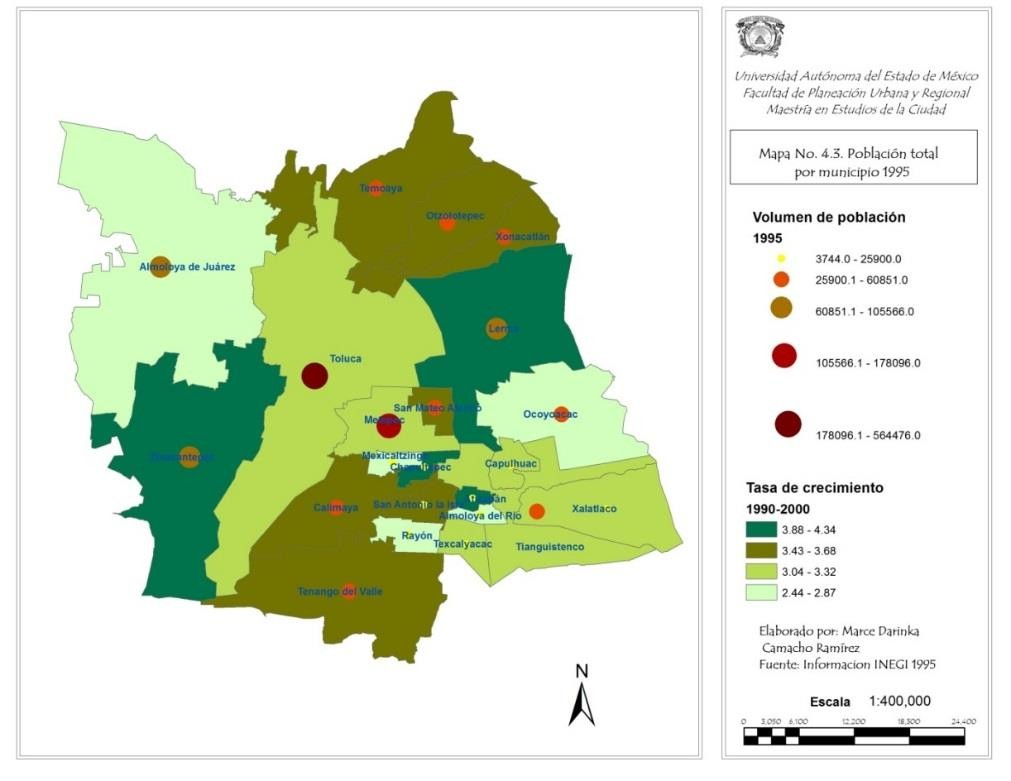 Universidad Autónoma del Estado de México
Facultad de Planeación Urbana y Regional
Maestría en Estudios de la Ciudad
Mapa No. 4.3. Población total
por municipio 1995
Volumen de población
1995
3744.0 - 25900.0
25900.1 - 60851.0
60851.1 - 105566.0
105566.1 - 178096.0
178096.1 - 564476.0
Tasa de crecimiento
1990-2000
3.88 - 4.34
3.43 - 3.68
3.04 - 3.32
2.44 - 2.87
Elaborado por: Marce Darinka
Camacho Ramírez
Fuente: Informacion INEGI 1995
Escala 1:400,000
0 3,050 6,100 12,200 18,300 24,400
N
Temoaya
Otzolotepec
Xonacatlán
Almoloya de Juárez
Lerma
Toluca
San Mateo Atenco
Metepec
Ocoyoacac
Zinacantepec
Mexicaltzingo
Chapultepec
Capulhuac
Calimaya
San Antonio la isla
Xalatlaco
Almoloya del Río
Rayón
Texcalyacac
Tianguistenco
Tenango del Valle